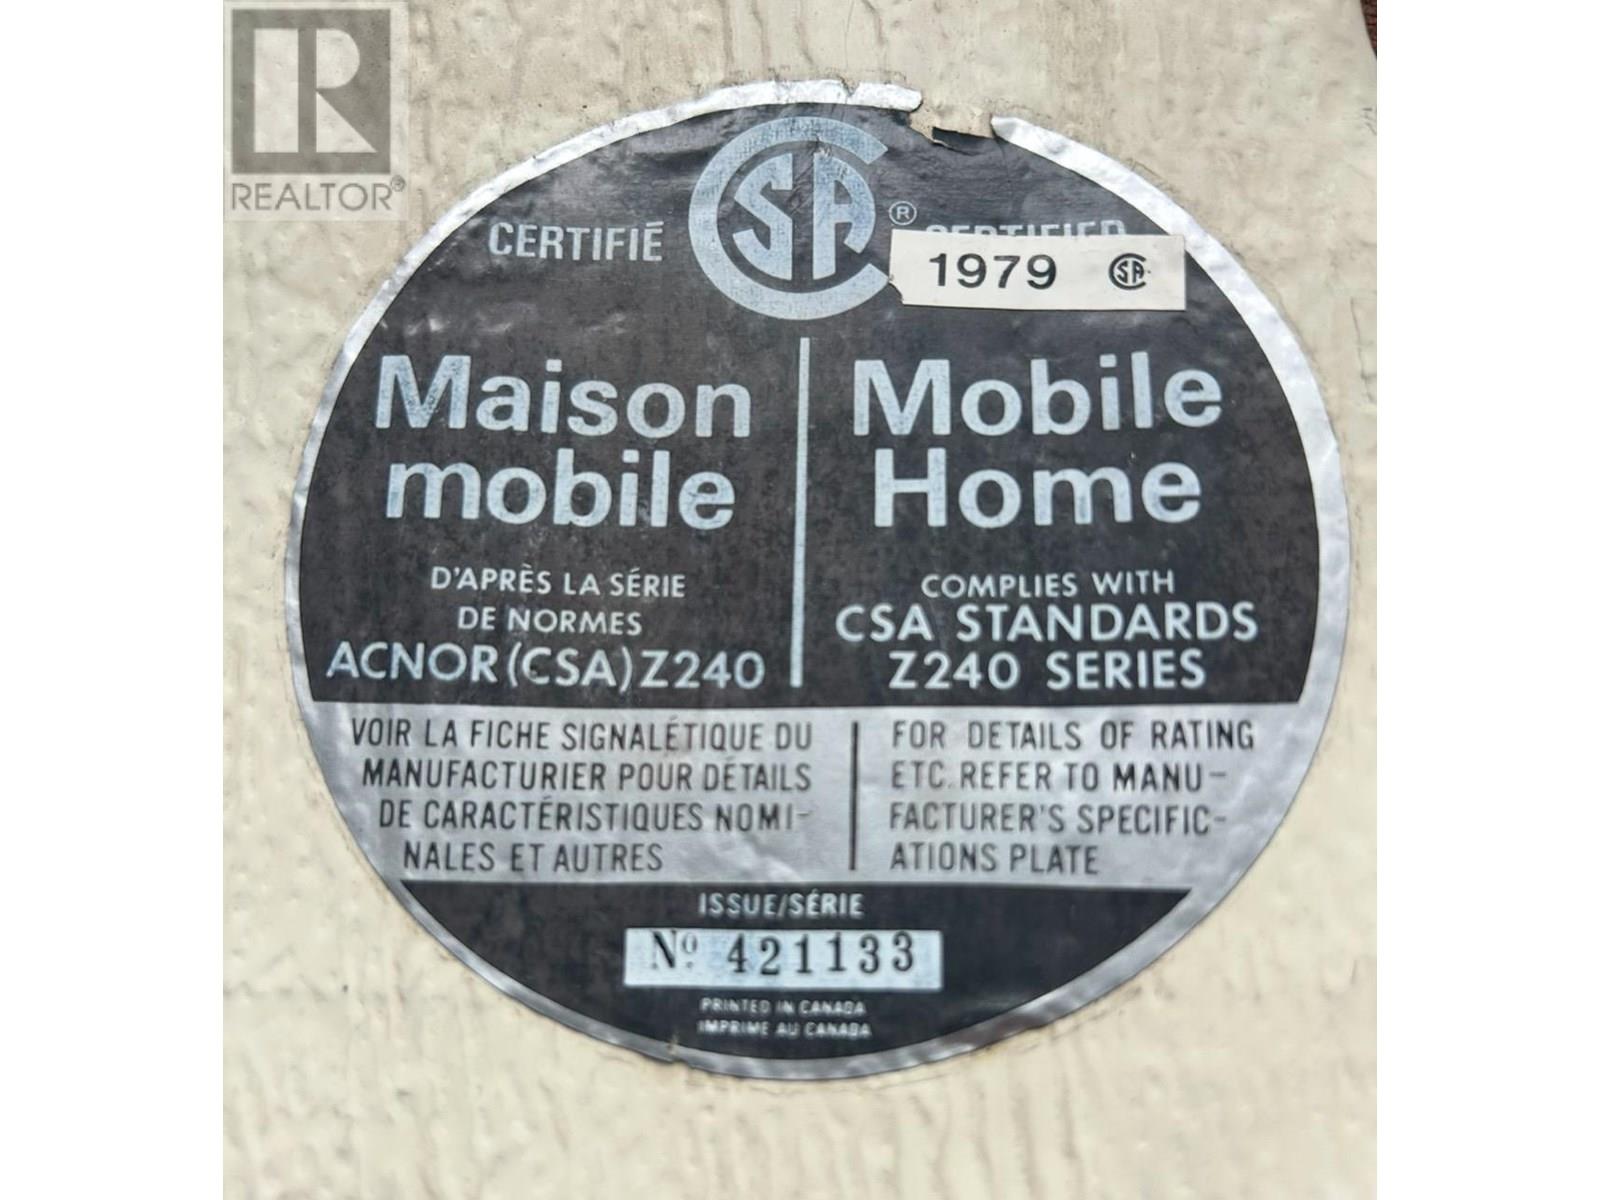 REALTOR®
CSA ®
CERTIFIÉ
CERTIFIED
1979 CSA
Maison
mobile
D'APRÈS LA SÉRIE
DE NORMES
ACNOR (CSA) Z240
Mobile
Home
COMPLIES WITH
CSA STANDARDS
Z240 SERIES
VOIR LA FICHE SIGNALÉTIQUE DU
MANUFACTURIER POUR DÉTAILS
DE CARACTÉRISTIQUES NOMI-
NALES ET AUTRES
FOR DETAILS OF RATING
ETC. REFER TO MANU-
FACTURER'S SPECIFIC-
ATIONS PLATE
ISSUE/SÉRIE
Nº 421133
PRINTED IN CANADA
IMPRIME AU CANADA